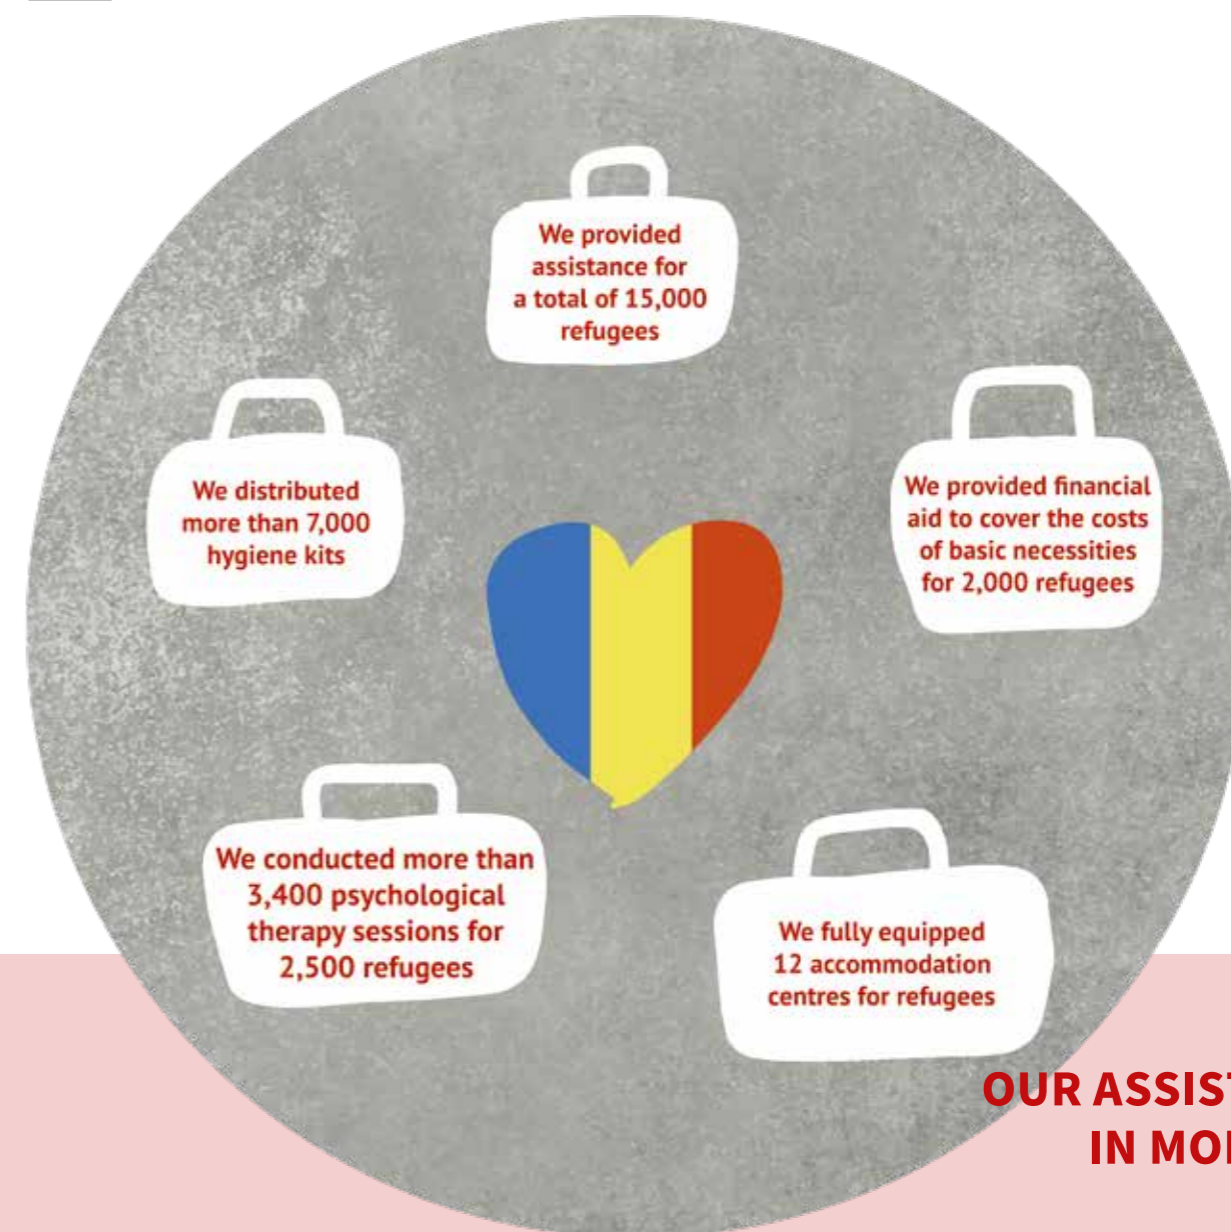 We provided
assistance for
a total of 15,000
refugees
We distributed
more than 7,000
hygiene kits
We provided financial
aid to cover the costs
of basic necessities
for 2,000 refugees
We conducted more than
3,400 psychological
therapy sessions for
2,500 refugees
We fully equipped
12 accommodation
centres for refugees
OUR
IN